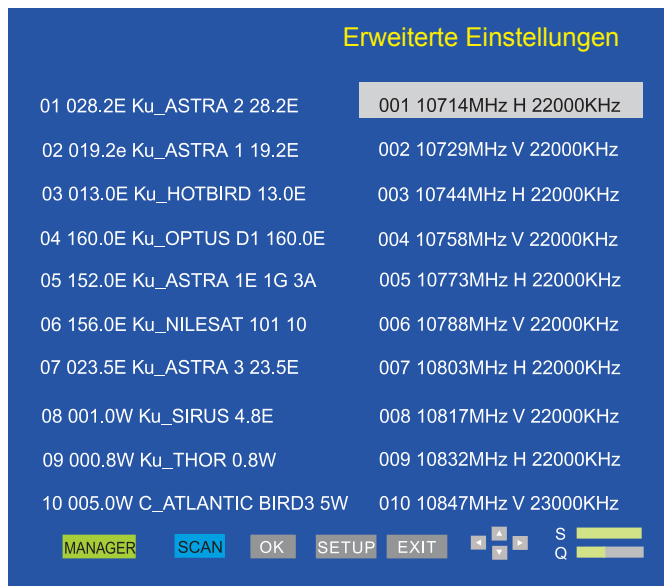 Erweiterte Einstellungen
01 028.2E Ku_ASTRA 2 28.2E 001 10714MHz H 22000KHz
02 019.2e Ku_ASTRA 1 19.2E 002 10729MHz V 22000KHz
03 013.0E Ku_HOTBIRD 13.0E 003 10744MHz H 22000KHz
04 160.0E Ku_OPTUS D1 160.0E 004 10758MHz V 22000KHz
05 152.0E Ku_ASTRA 1E 1G 3A 005 10773MHz H 22000KHz
06 156.0E Ku_NILESAT 101 10 006 10788MHz V 22000KHz
07 023.5E Ku_ASTRA 3 23.5E 007 10803MHz H 22000KHz
08 001.0W Ku_SIRUS 4.8E 008 10817MHz V 22000KHz
09 000.8W Ku_THOR 0.8W 009 10832MHz H 22000KHz
10 005.0W C_ATLANTIC BIRD3 5W 010 10847MHz V 23000KHz
MANAGER SCAN OK SETUP EXIT S
Q